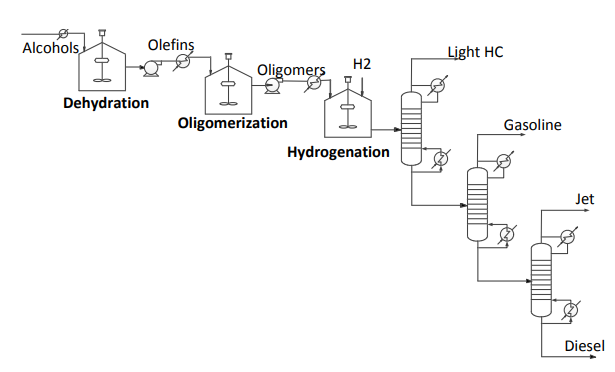 Alcohols
Olefins
Oligomers
H2
Light HC
Dehydration
Oligomerization
Hydrogenation
Gasoline
Jet
Diesel